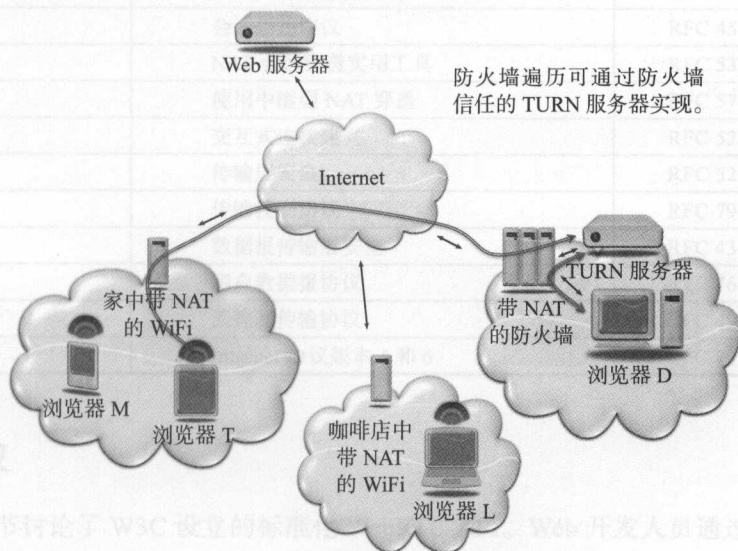 Web 服务器
防火墙遍历可通过防火墙
信任的 TURN 服务器实现。
Internet
TURN 服务器
家中带 NAT
的 WiFi
带 NAT
的防火墙
浏览器 D
浏览器 M
浏览器 T
咖啡店中
带 NAT
的 WiFi
浏览器 L